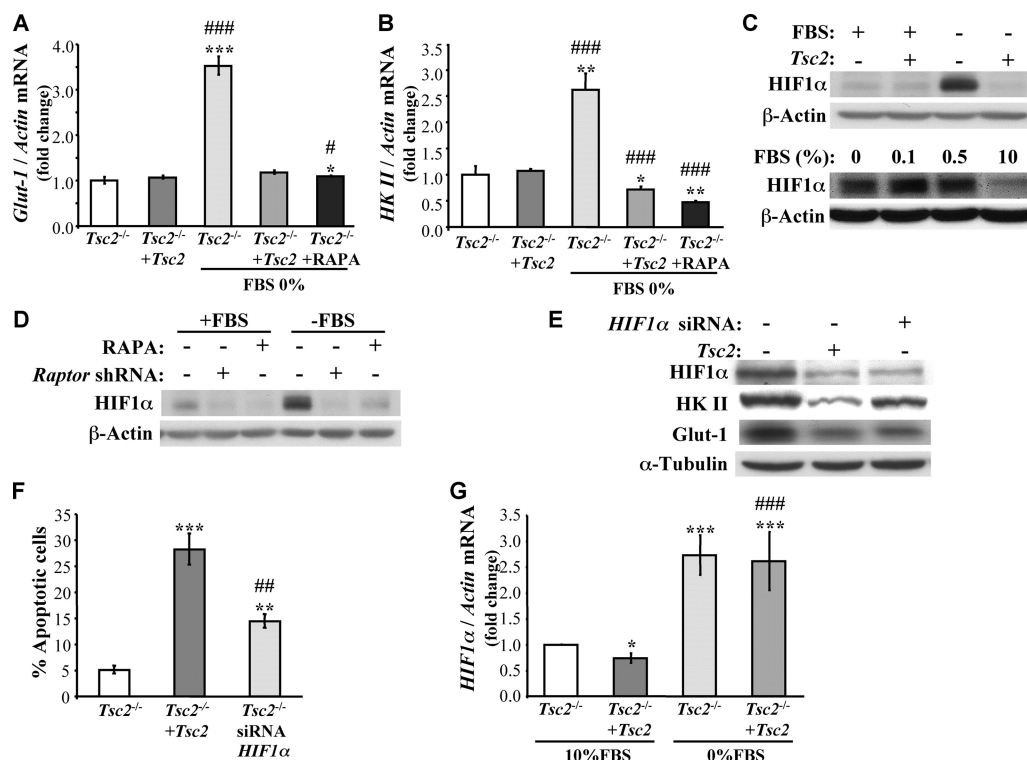 A
Glut-1 / Actin mRNA
(fold change)
4.0
3.0
2.0
1.0
0.0
###
***
#
*
Tsc2-/-
Tsc2-/-
+Tsc2
Tsc2-/-
Tsc2-/-
+Tsc2
Tsc2-/-
+RAPA
FBS 0%
B
HK II / Actin mRNA
(fold change)
3.5
3.0
2.5
2.0
1.5
1.0
0.5
0.0
###
**
###
*
###
**
Tsc2-/-
Tsc2-/-
+Tsc2
Tsc2-/-
Tsc2-/-
+Tsc2
Tsc2-/-
+RAPA
FBS 0%
C
FBS: + + - -
Tsc2: - + - +
HIF1α
β-Actin
FBS (%) 0 0.1 0.5 10
HIF1α
β-Actin
D
+FBS -FBS
RAPA: - - + - - +
Raptor shRNA: - + - - + -
HIF1α
β-Actin
E
HIF1α siRNA: - - +
Tsc2: - + -
HIF1α
HK II
Glut-1
α-Tubulin
F
% Apoptotic cells
35
30
25
20
15
10
5
0
***
##
**
Tsc2-/-
Tsc2-/-
+Tsc2
Tsc2-/-
siRNA
HIF1α
G
HIF1α / Actin mRNA
(fold change)
3.5
3.0
2.5
2.0
1.5
1.0
0.5
0.0
*
***
###
***
Tsc2-/-
Tsc2-/-
+Tsc2
Tsc2-/-
Tsc2-/-
+Tsc2
10%FBS
0%FBS